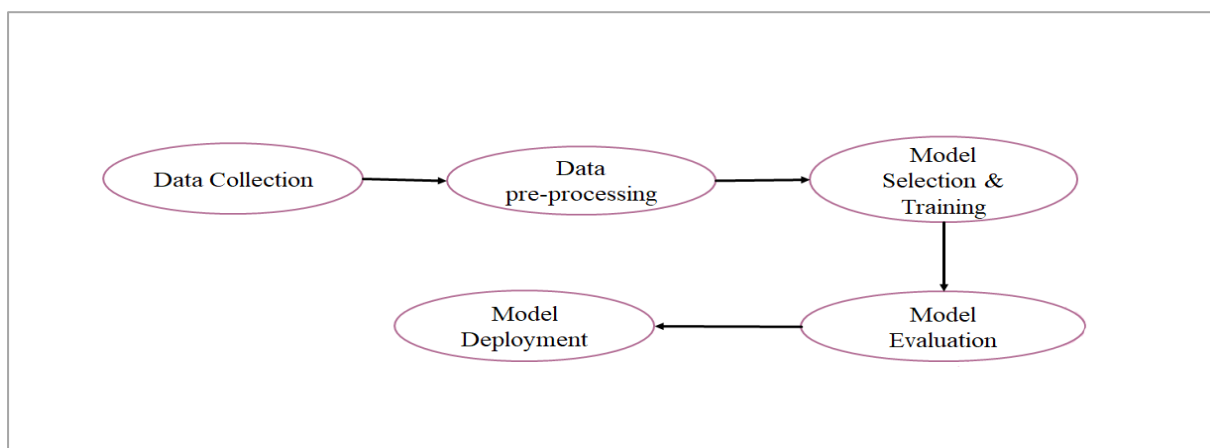 Data Collection
Data
pre-processing
Model
Selection &
Training
Model
Evaluation
Model
Deployment